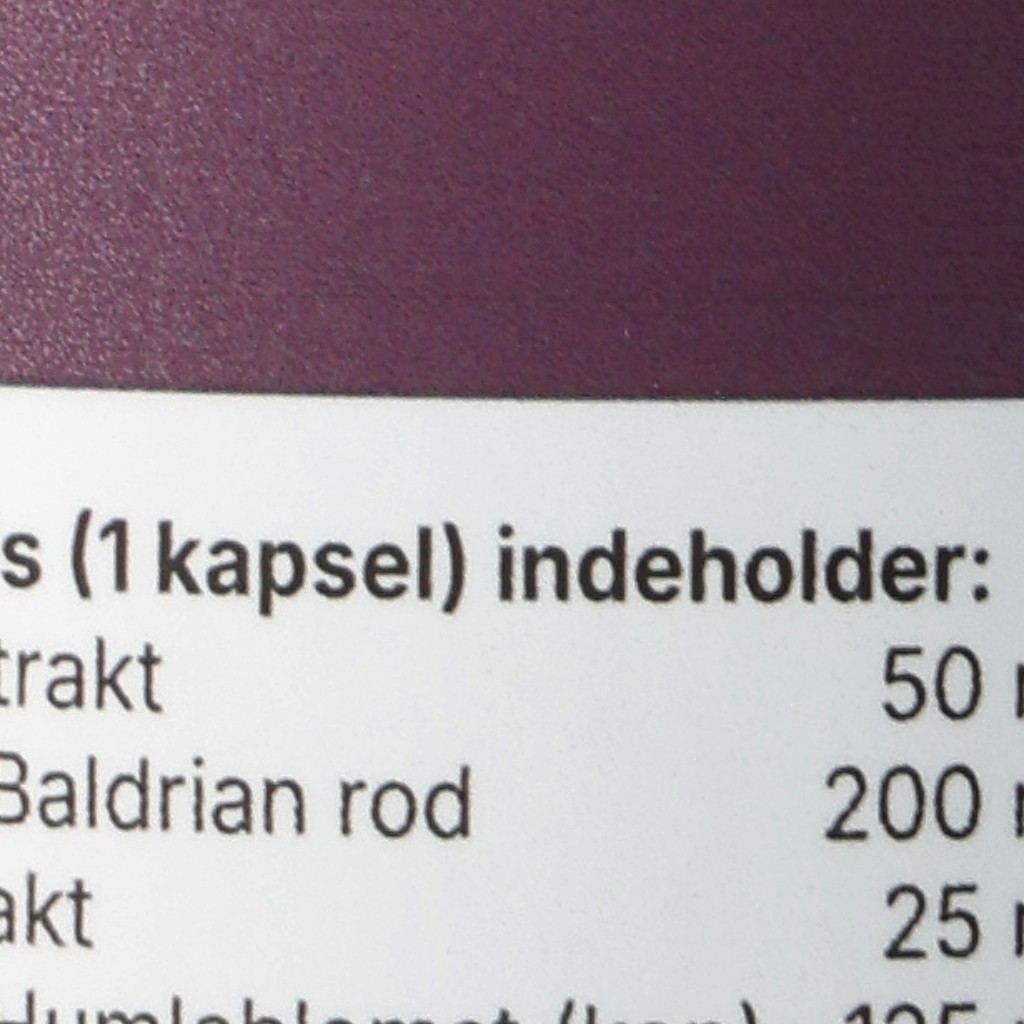 s (1 kapsel) indeholder:
trakt 50
Baldrian rod 200
akt 25